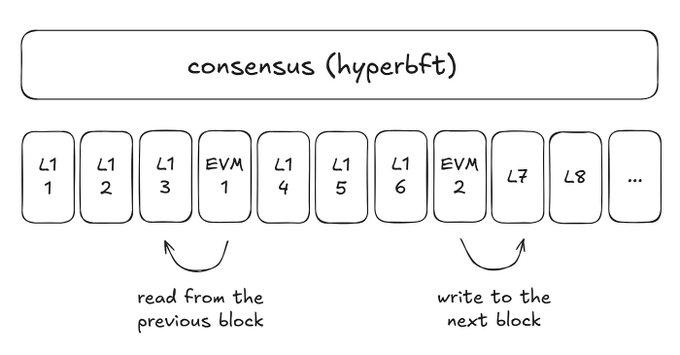 consensus (hyperbft)
L1
1
L1
2
L1
3
EVM
1
L1
4
L1
5
L1
6
EVM
2
L7
L8
...
read from the
previous block
write to the
next block